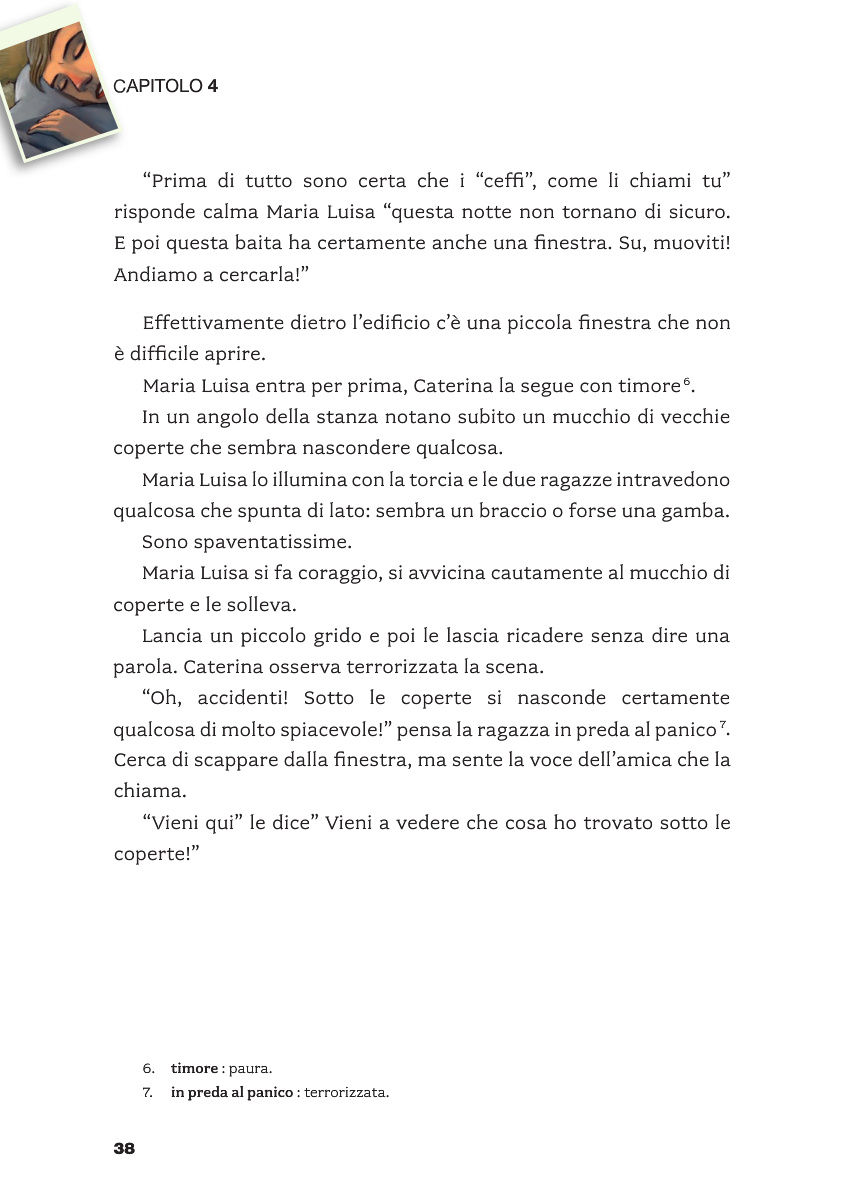 CAPITOLO 4
“Prima di tutto sono certa che i “ceffi”, come li chiami tu”
risponde calma Maria Luisa “questa notte non tornano di sicuro.
E poi questa baita ha certamente anche una finestra. Su, muoviti!
Andiamo a cercarla!”
Effettivamente dietro l’edificio c’è una piccola finestra che non
è difficile aprire.
Maria Luisa entra per prima, Caterina la segue con timore⁶.
In un angolo della stanza notano subito un mucchio di vecchie
coperte che sembra nascondere qualcosa.
Maria Luisa lo illumina con la torcia e le due ragazze intravedono
qualcosa che spunta di lato: sembra un braccio o forse una gamba.
Sono spaventatissime.
Maria Luisa si fa coraggio, si avvicina cautamente al mucchio di
coperte e le solleva.
Lancia un piccolo grido e poi le lascia ricadere senza dire una
parola. Caterina osserva terrorizzata la scena.
“Oh, accidenti! Sotto le coperte si nasconde certamente
qualcosa di molto spiacevole!” pensa la ragazza in preda al panico⁷.
Cerca di scappare dalla finestra, ma sente la voce dell’amica che la
chiama.
“Vieni qui” le dice” Vieni a vedere che cosa ho trovato sotto le
coperte!”
6. timore : paura.
7. in preda al panico : terrorizzata.
38